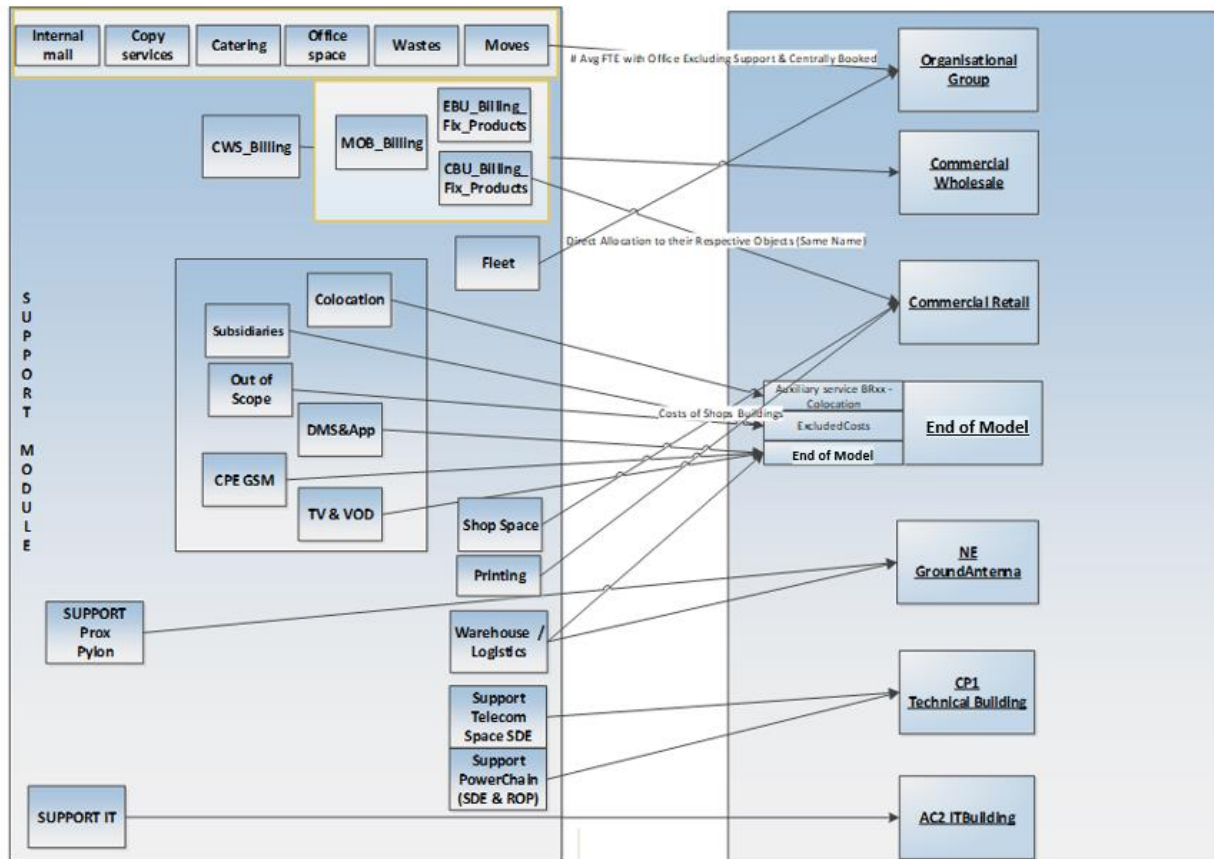 Internal
mail
Copy
services
Catering
Office
space
Wastes
Moves
# Avg FTE with Office Excluding Support & Centrally Booked
Organisational
Group
CWS_Billing
MOB_Billing
EBU_Billing_
Fix_Products
CBU_Billing_
Fix_Products
Commercial
Wholesale
Direct Allocation to their Respective Objects (Same Name)
Fleet
Colocation
Subsidiaries
Out of
Scope
DMS&App
CPE GSM
TV & VOD
Commercial Retail
Auxiliary service BRxx -
Colocation
Costs of Shops Buildings
ExcludedCosts
End of Model
End of Model
SUPPORT MODULE
Shop Space
Printing
NE
GroundAntenna
SUPPORT
Prox
Pylon
Warehouse /
Logistics
Support
Telecom
Space SDE
CP1
Technical Building
Support
PowerChain
(SDE & ROP)
SUPPORT IT
AC2 ITBuilding